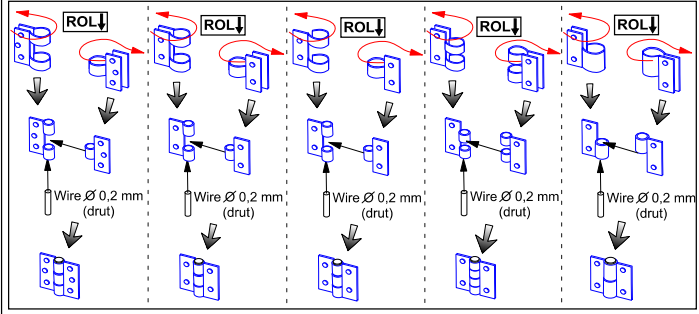 ROL
Wire Ø 0,2 mm
(drut)
ROL
Wire Ø 0,2 mm
(drut)
ROL
Wire Ø 0,2 mm
(drut)
ROL
Wire Ø 0,2 mm
(drut)
ROL
Wire Ø 0,2 mm
(drut)